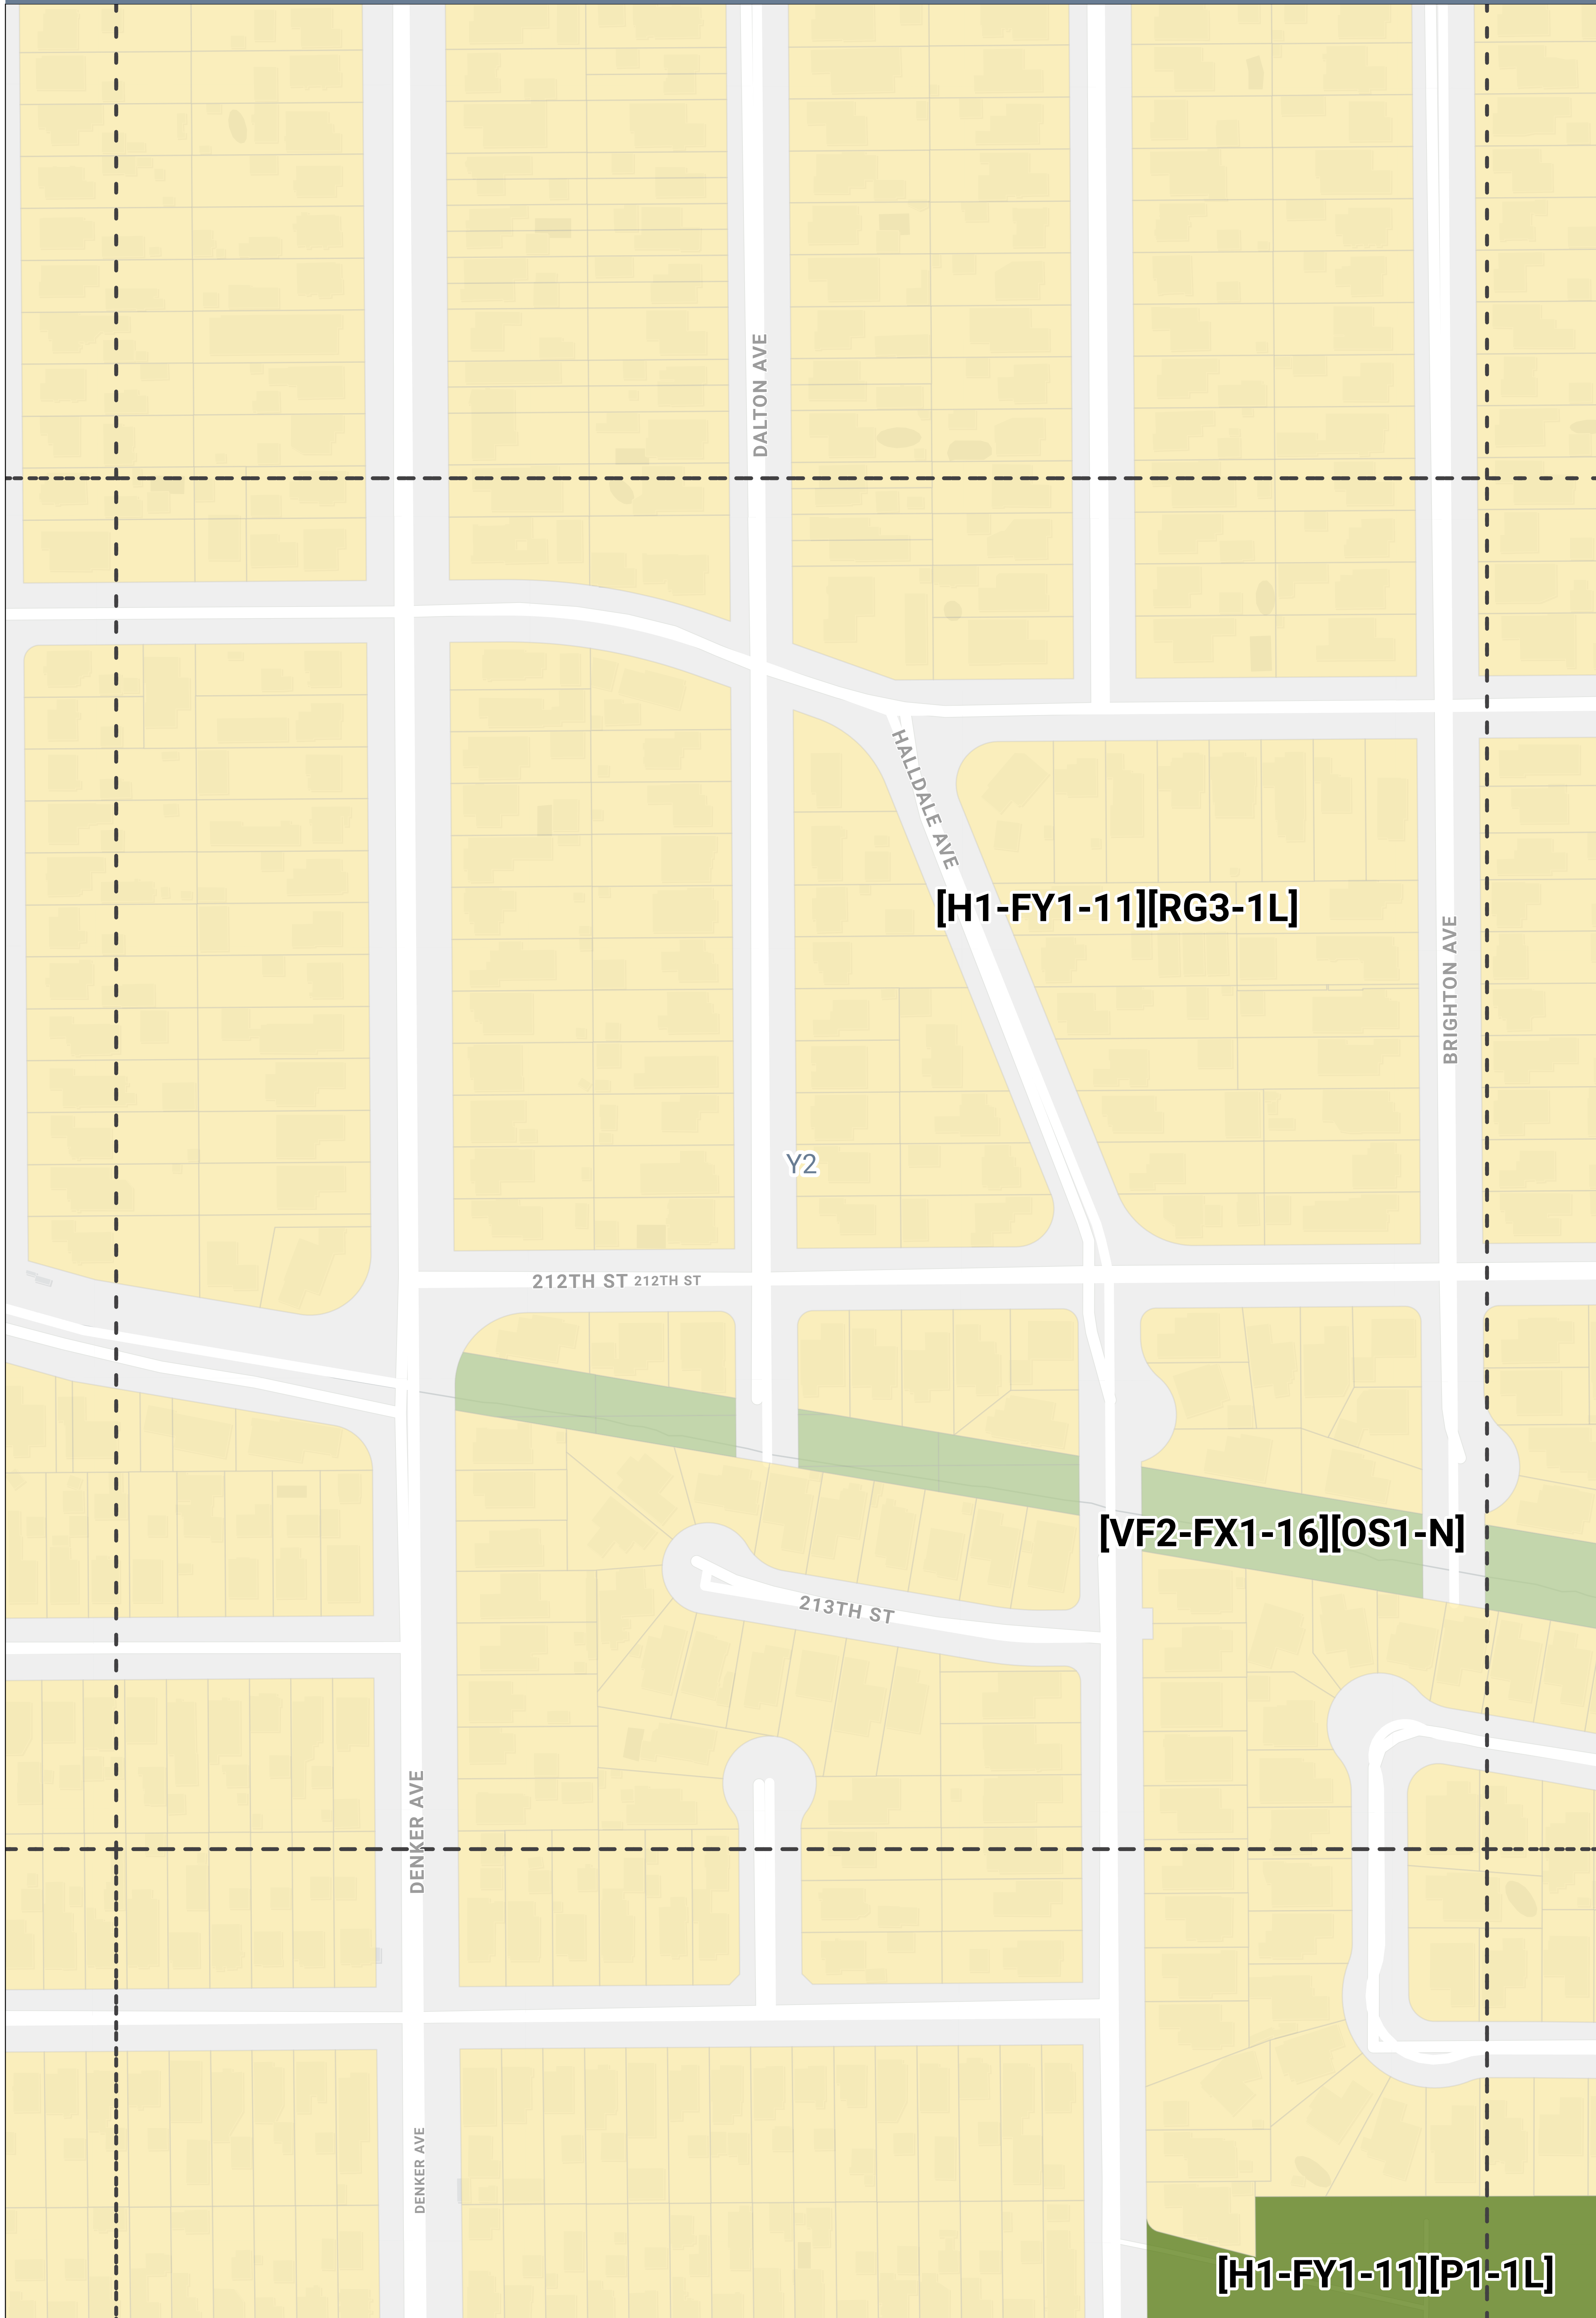 DALTON AVE
HALLDALE AVE
[H1-FY1-11][RG3-1L]
BRIGHTON AVE
Y2
212TH ST 212TH ST
[VF2-FX1-16][OS1-N]
213TH ST
DENKER AVE
DENKER AVE
[H1-FY1-11][P1-1L]